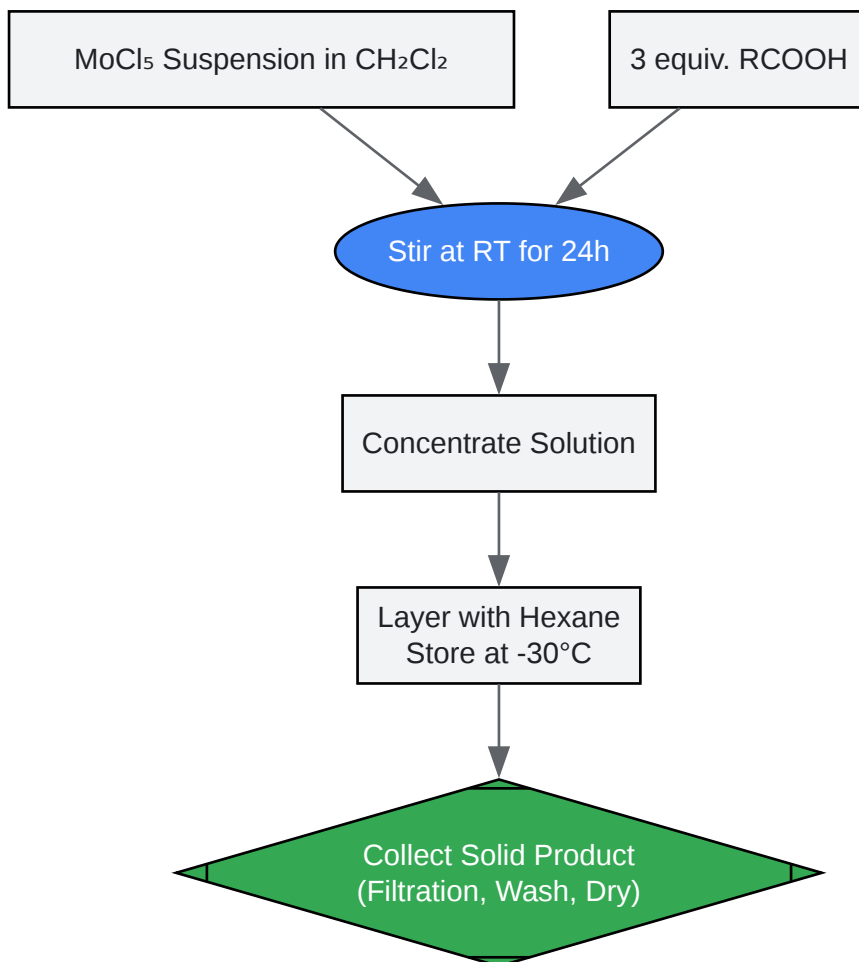 MoCl₅ Suspension in CH₂Cl₂
3 equiv. RCOOH
Stir at RT for 24h
Concentrate Solution
Layer with Hexane
Store at -30°C
Collect Solid Product
(Filtration, Wash, Dry)